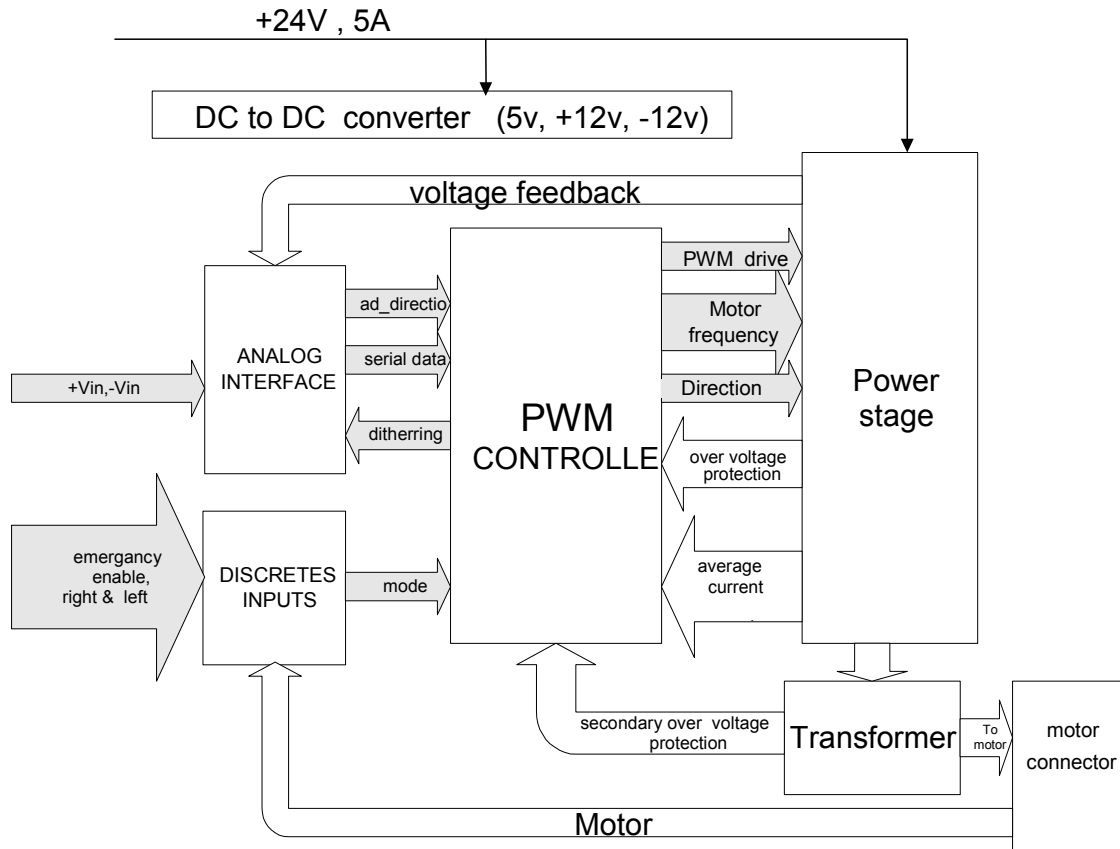 +24V , 5A
DC to DC converter (5v, +12v, -12v)
voltage feedback
PWM drive
ad_directio
Motor
frequency
ANALOG
INTERFACE
serial data
+Vin,-Vin
Direction
Power
stage
PWM
CONTROLLE
ditherring
over voltage
protection
emergancy
enable,
right & left
DISCRETES
INPUTS
mode
average
current
secondary over voltage
protection
Transformer
To
motor
motor
connector
Motor